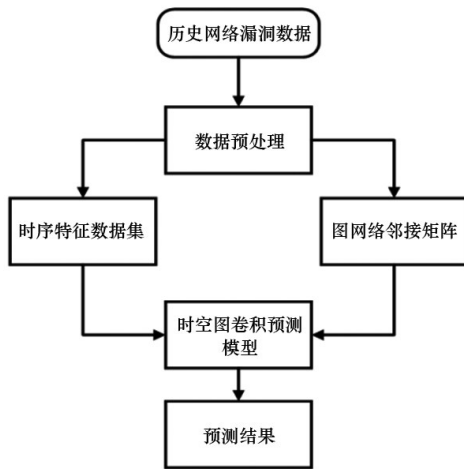 历史网络漏洞数据
数据预处理
时序特征数据集
图网络邻接矩阵
时空图卷积预测
模型
预测结果